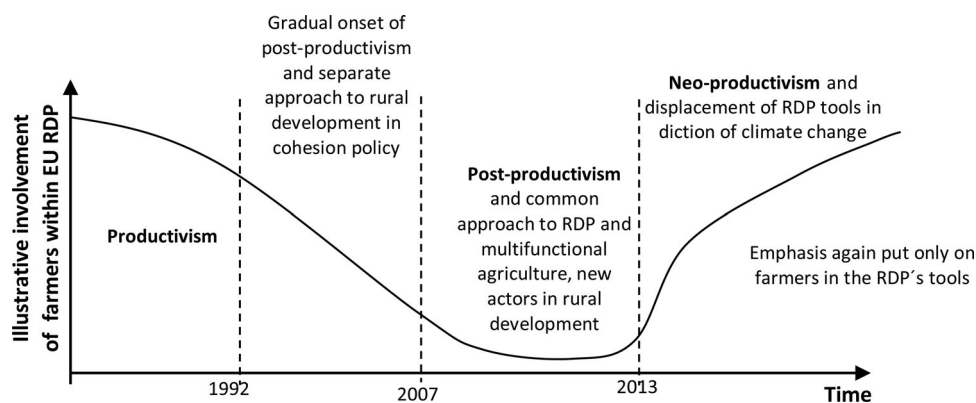 Illustrative involvement
of farmers within EU RDP
Productivism
Gradual onset of
post-productivism
and separate
approach to rural
development in
cohesion policy
Post-productivism
and common
approach to RDP and
multifunctional
agriculture, new
actors in rural
development
Neo-productivism and
displacement of RDP tools in
diction of climate change
Emphasis again put only on
farmers in the RDP´s tools
1992
2007
2013
Time